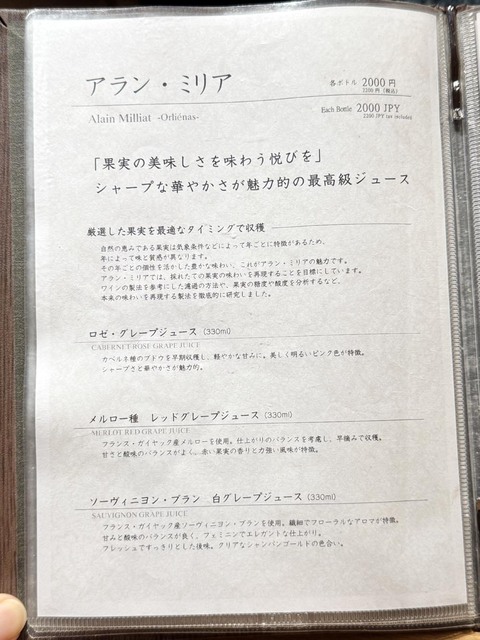 アラン・ミリア
各ボトル 2000 円
2200 円（税込）
Alain Milliat -Orliénas-
Each Bottle 2000 JPY
2200 JPY (tax included)
「果実の美味しさを味わう悦びを」
シャープな華やかさが魅力的の最高級ジュース
厳選した果実を最適なタイミングで収穫
自然の恵みである果実は気象条件などによって年ごとに特徴があるため、
年によって味と質感が異なります。
その年ごとの個性を活かした豊かな味わい、これがアラン・ミリアの魅力です。
アラン・ミリアでは、採れたての果実の味わいを再現することを目標にしています。
ワインの製法を参考にした濾過の方法や、果実の糖度や酸度を分析するなど、
本来の味わいを再現する製法を徹底的に研究しました。
ロゼ・グレープジュース（330ml）
CABERNET ROSE GRAPE JUICE
カベルネ種のブドウを早期収穫し、軽やかな甘みに。美しく明るいピンク色が特徴。
シャープさと華やかさが魅力的。
メルロー種　レッドグレープジュース（330ml）
MERLOT RED GRAPE JUICE
フランス・ガイヤック産メルローを使用。仕上がりのバランスを考慮し、早摘みで収穫。
甘さと酸味のバランスがよく、赤い果実の香りと力強い風味が特徴。
ソーヴィニヨン・ブラン　白グレープジュース（330ml）
SAUVIGNON GRAPE JUICE
フランス・ガイヤック産ソーヴィニヨン・ブランを使用。繊細でフローラルなアロマが特徴。
甘みと酸味のバランスが良く、フェミニンでエレガントな仕上がり。
フレッシュですっきりとした後味。クリアなシャンパンゴールドの色合い。